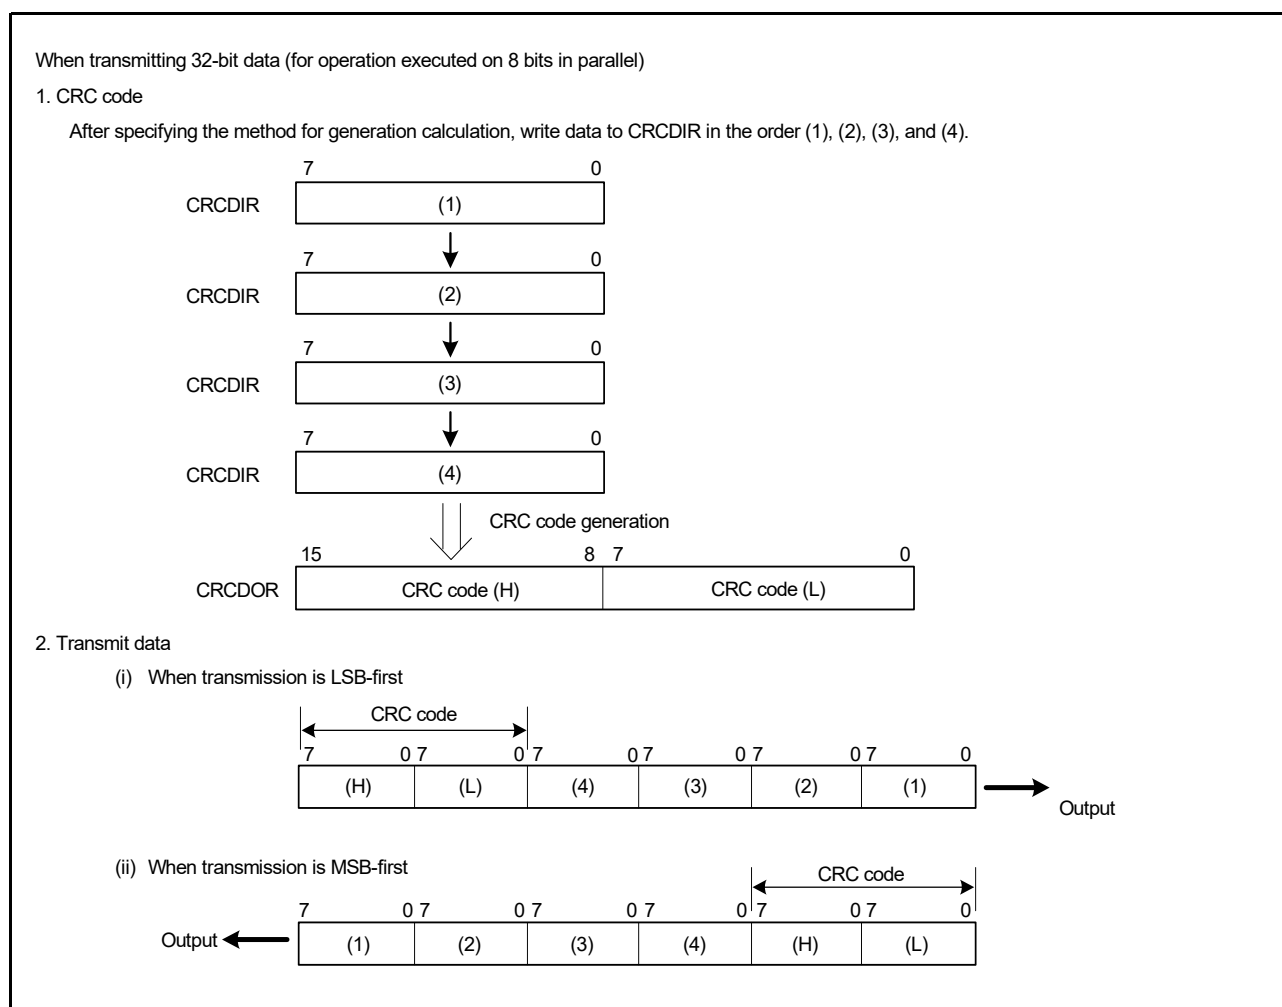 When transmitting 32-bit data (for operation executed on 8 bits in parallel)
1. CRC code
After specifying the method for generation calculation, write data to CRCDIR in the order (1), (2), (3), and (4).
7 0
CRCDIR (1)
7 0
CRCDIR (2)
7 0
CRCDIR (3)
7 0
CRCDIR (4)
CRC code generation
15 8 7 0
CRCDOR CRC code (H) CRC code (L)
2. Transmit data
(i) When transmission is LSB-first
CRC code
7 0 7 0 7 0 7 0 7 0 7 0
(H) (L) (4) (3) (2) (1)
Output
(ii) When transmission is MSB-first
CRC code
7 0 7 0 7 0 7 0 7 0 7 0
Output (1) (2) (3) (4) (H) (L)